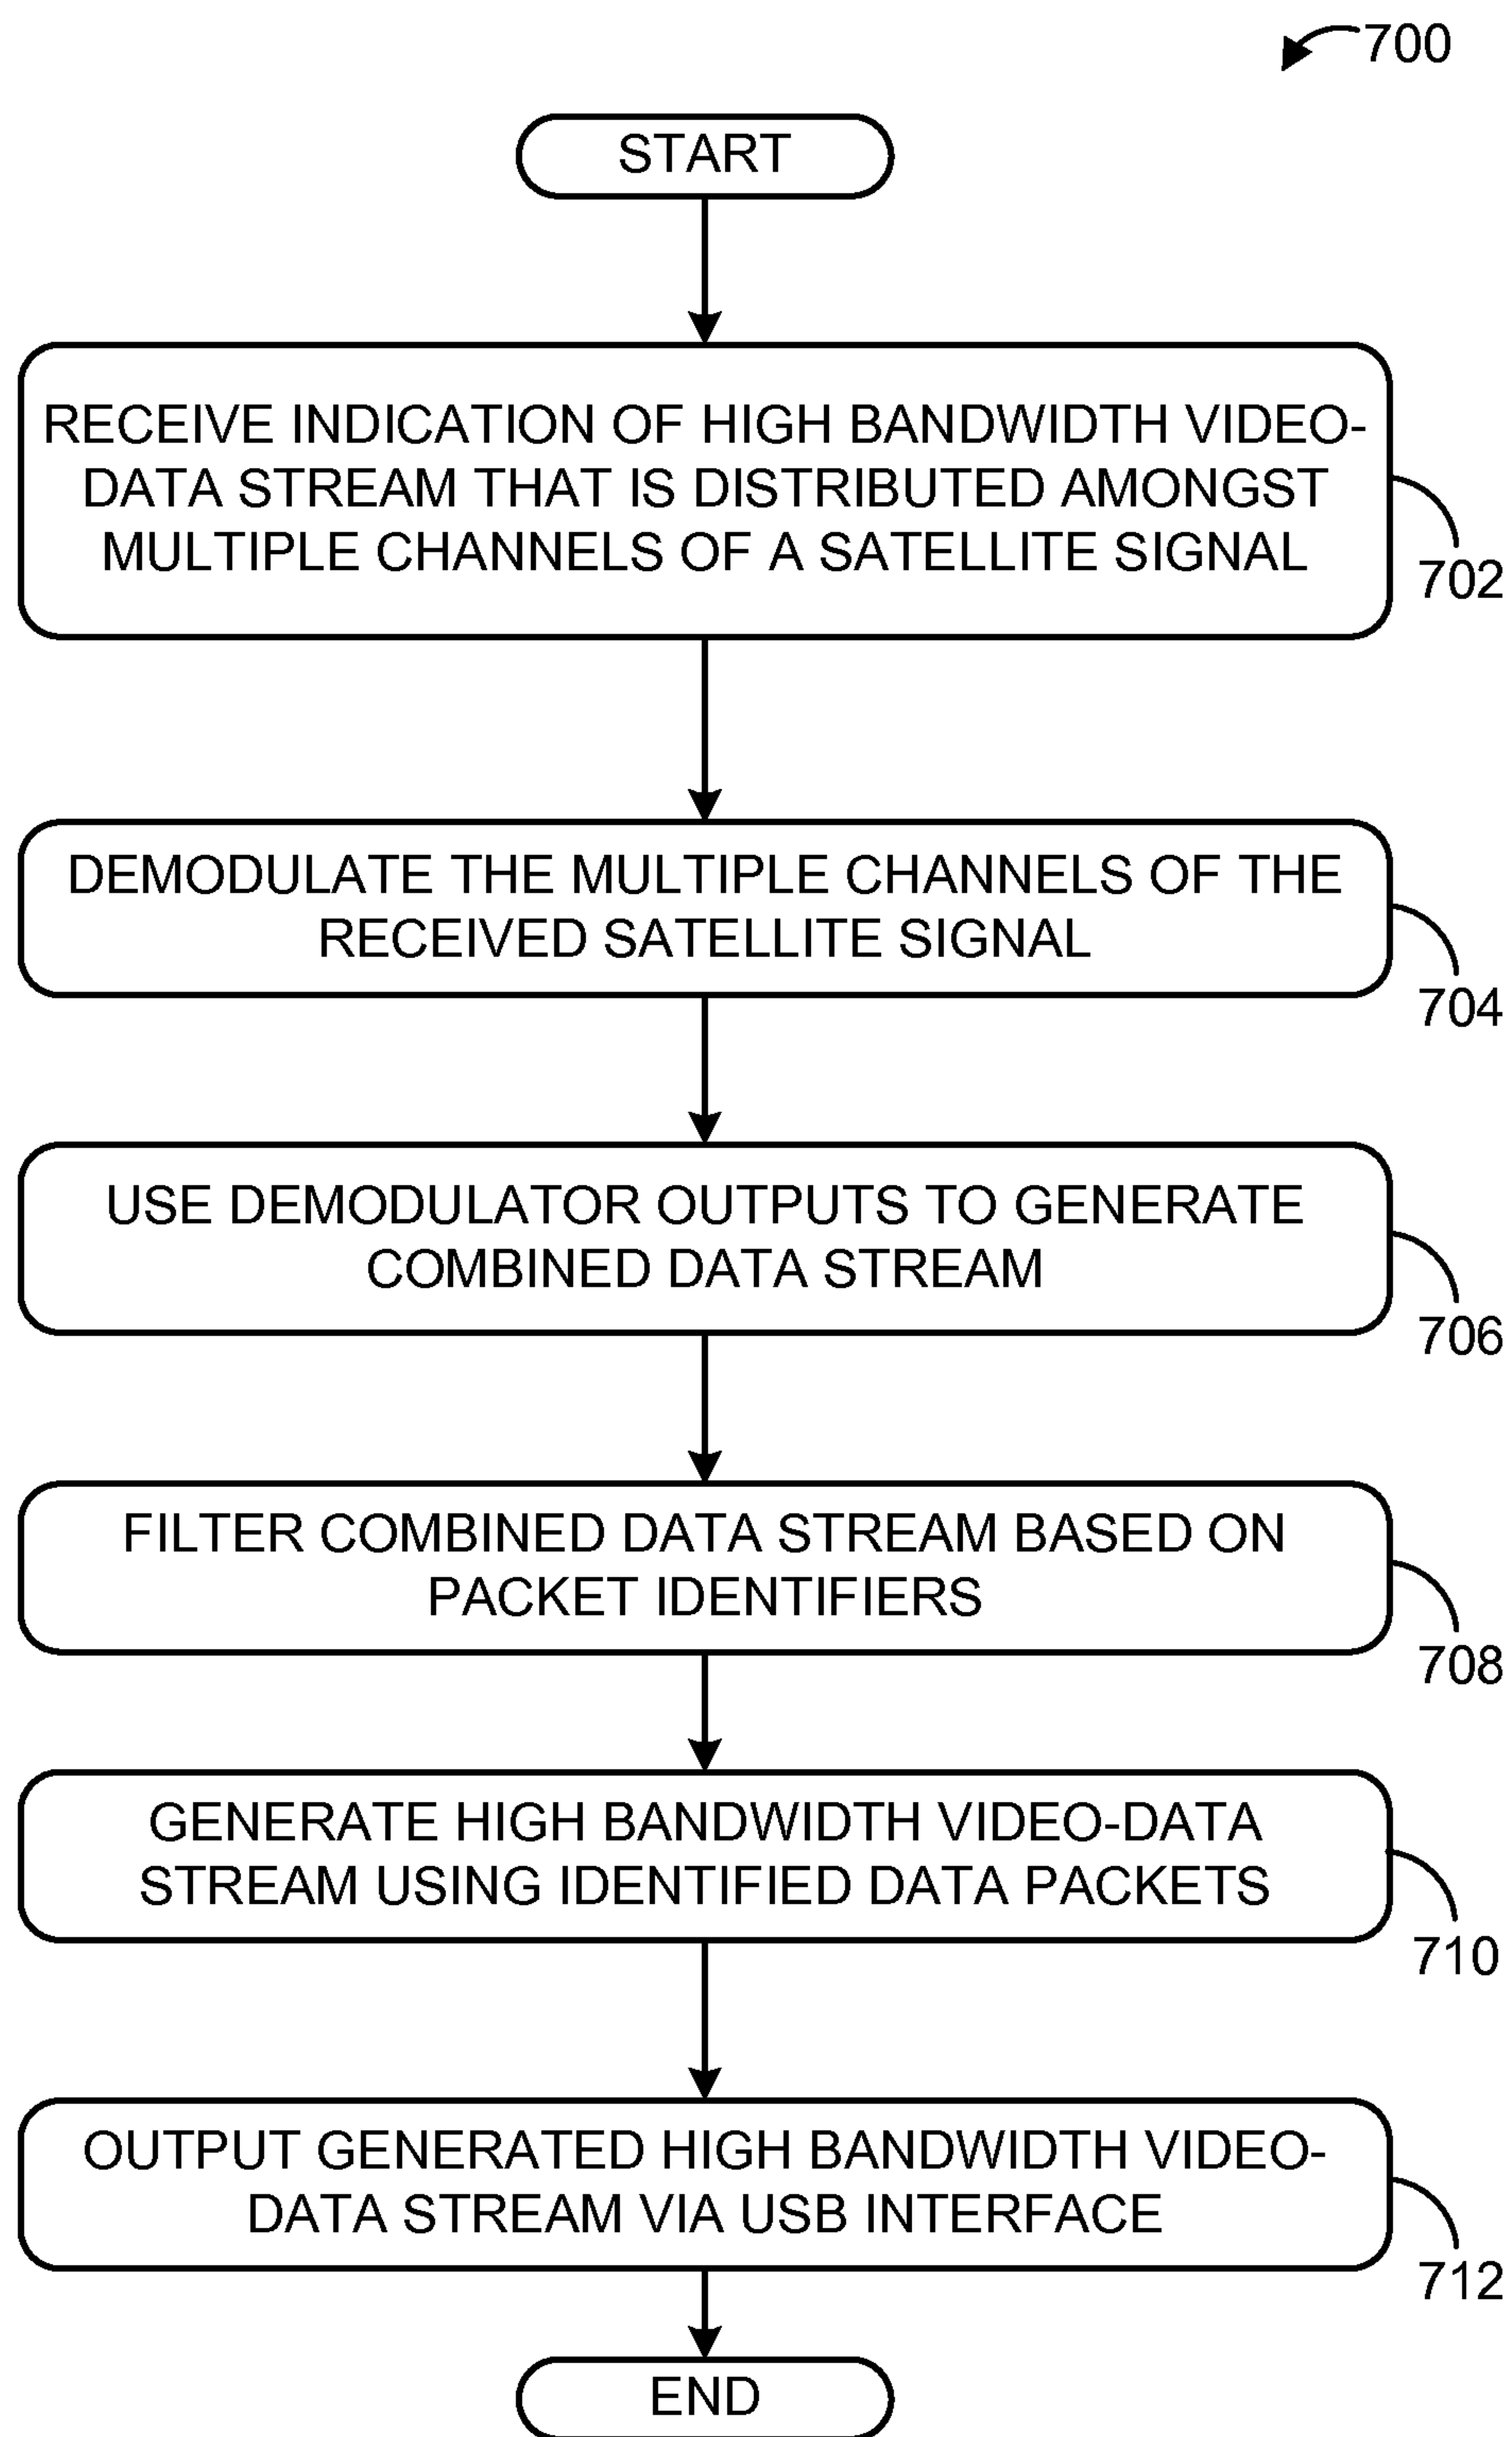 700
START
RECEIVE INDICATION OF HIGH BANDWIDTH VIDEO-
DATA STREAM THAT IS DISTRIBUTED AMONGST
MULTIPLE CHANNELS OF A SATELLITE SIGNAL
702
DEMODULATE THE MULTIPLE CHANNELS OF THE
RECEIVED SATELLITE SIGNAL
704
USE DEMODULATOR OUTPUTS TO GENERATE
COMBINED DATA STREAM
706
FILTER COMBINED DATA STREAM BASED ON
PACKET IDENTIFIERS
708
GENERATE HIGH BANDWIDTH VIDEO-DATA
STREAM USING IDENTIFIED DATA PACKETS
710
OUTPUT GENERATED HIGH BANDWIDTH VIDEO-
DATA STREAM VIA USB INTERFACE
712
END